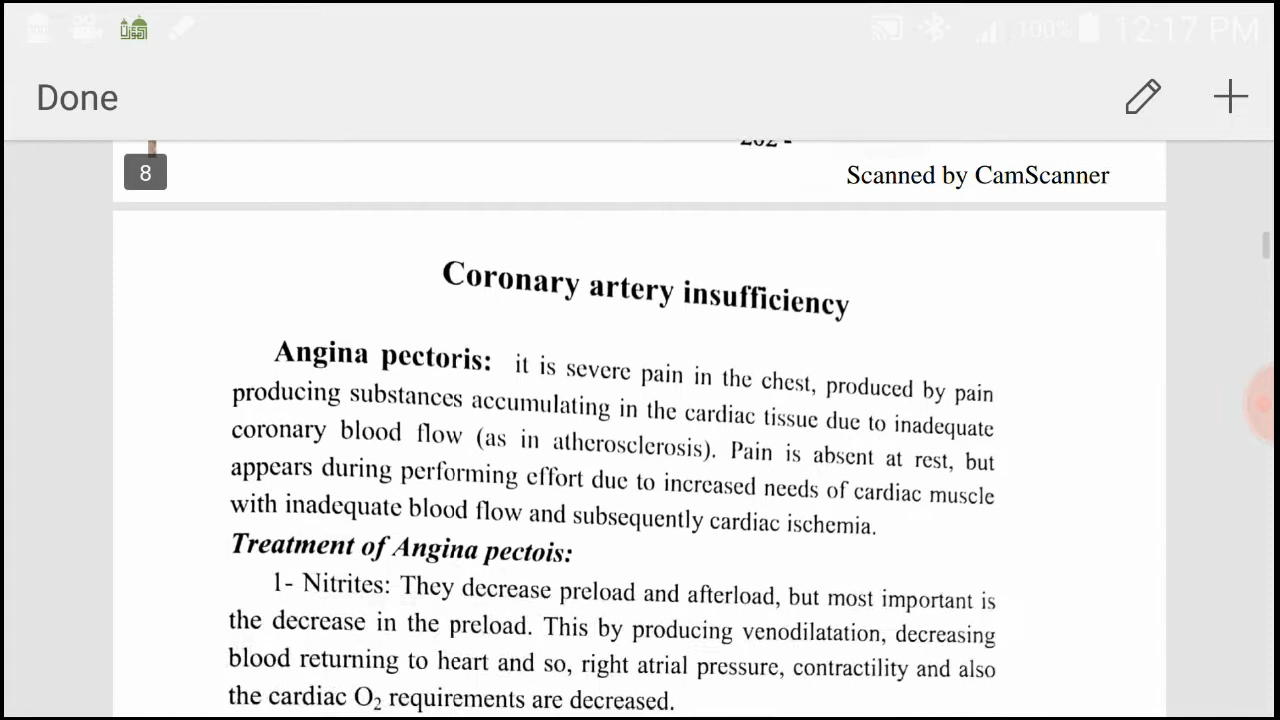 100% 12:17 PM
Done
8
Scanned by CamScanner
Coronary artery insufficiency
Angina pectoris: it is severe pain in the chest, produced by pain
producing substances accumulating in the cardiac tissue due to inadequate
coronary blood flow (as in atherosclerosis). Pain is absent at rest, but
appears during performing effort due to increased needs of cardiac muscle
with inadequate blood flow and subsequently cardiac ischemia.
Treatment of Angina pectois:
1- Nitrites: They decrease preload and afterload, but most important is
the decrease in the preload. This by producing venodilatation, decreasing
blood returning to heart and so, right atrial pressure, contractility and also
the cardiac O₂ requirements are decreased.